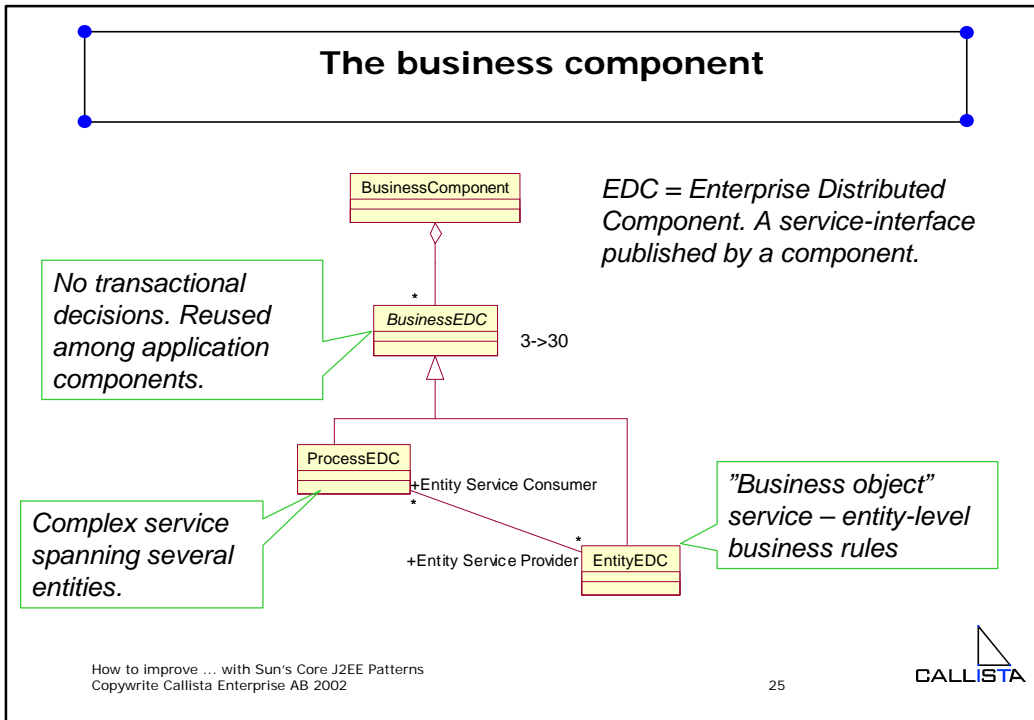 The business component
BusinessComponent
EDC = Enterprise Distributed
Component. A service-interface
published by a component.
No transactional
decisions. Reused
among application
components.
*
BusinessEDC
3->30
ProcessEDC
+Entity Service Consumer
*
Complex service
spanning several
entities.
*
+Entity Service Provider
EntityEDC
”Business object”
service – entity-level
business rules
How to improve ... with Sun's Core J2EE Patterns
Copywrite Callista Enterprise AB 2002
25
CALLISTA